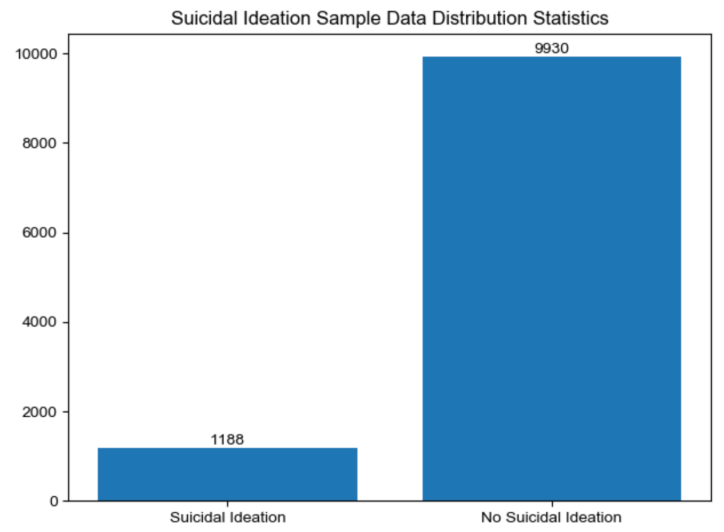 Suicidal Ideation Sample Data Distribution Statistics
10000
8000
6000
4000
2000
0
1188
9930
Suicidal Ideation
No Suicidal Ideation